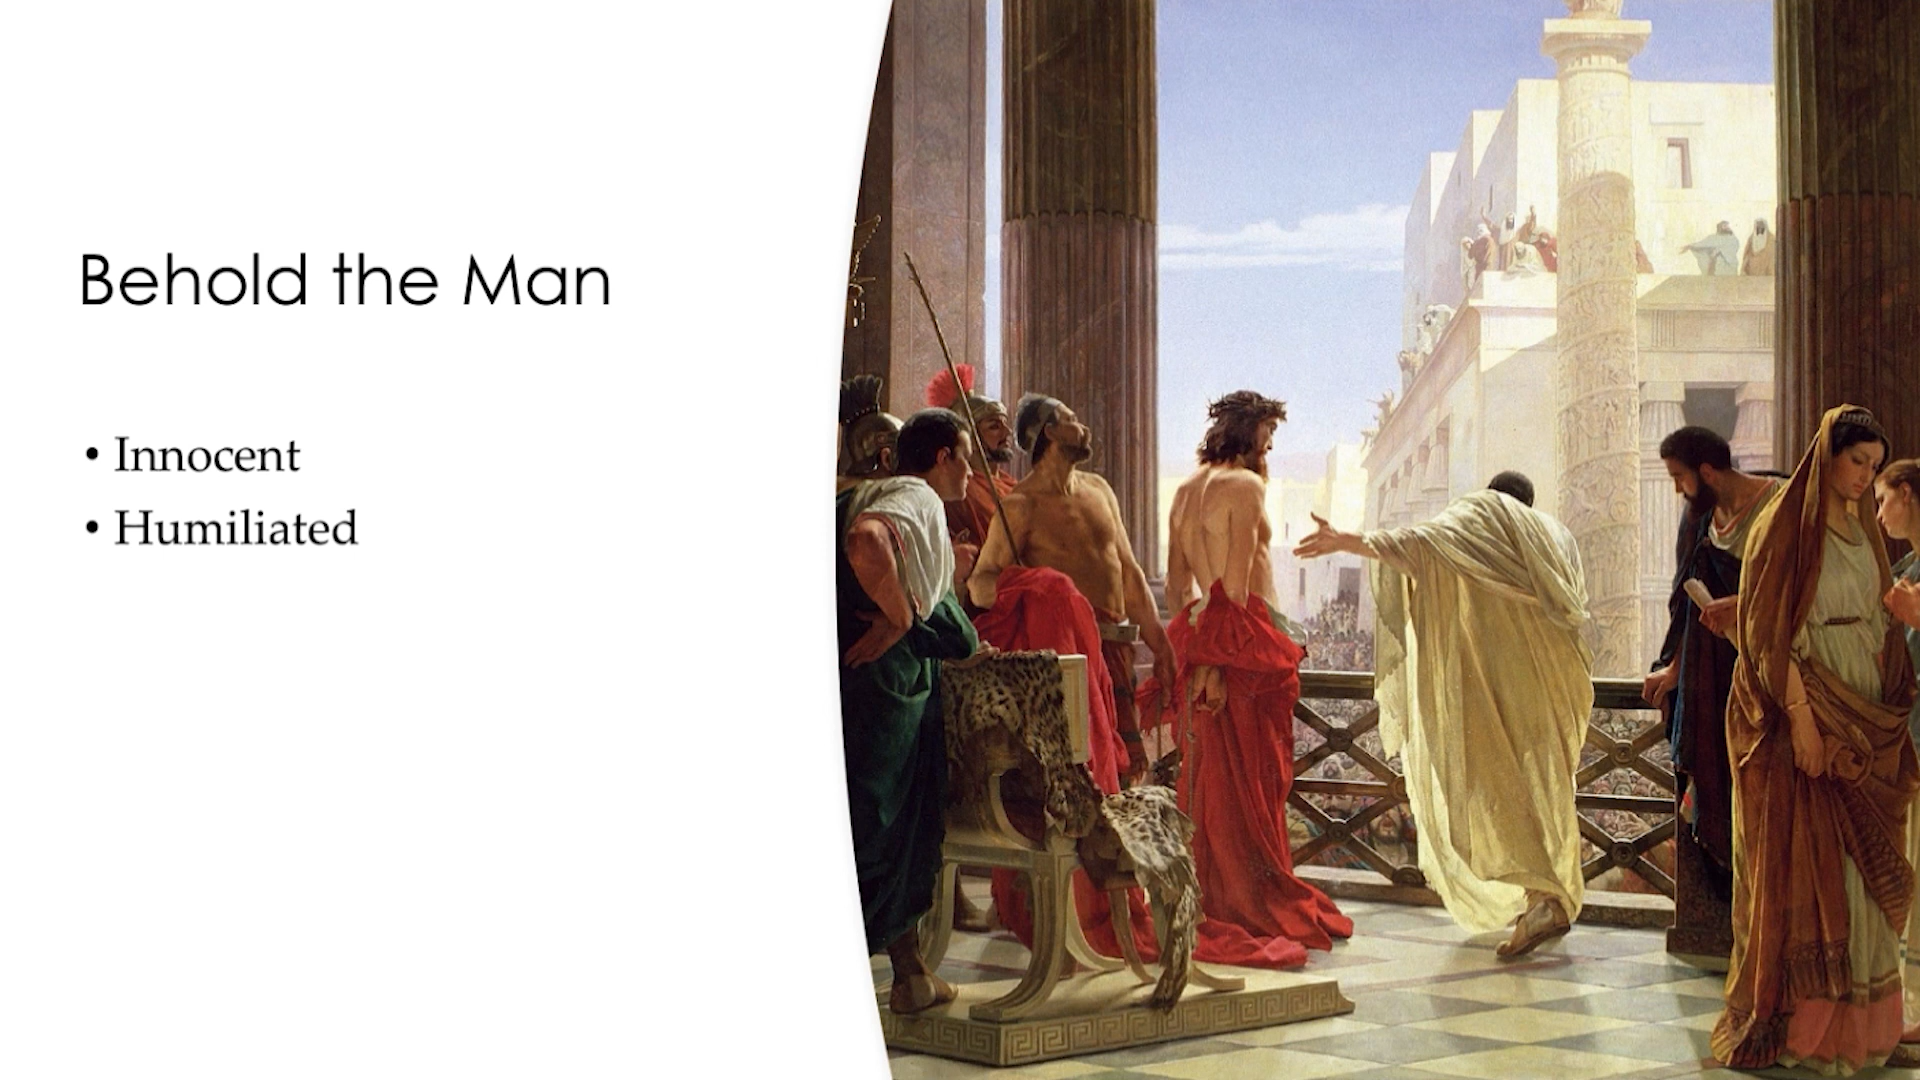 Behold the Man
• Innocent
• Humiliated